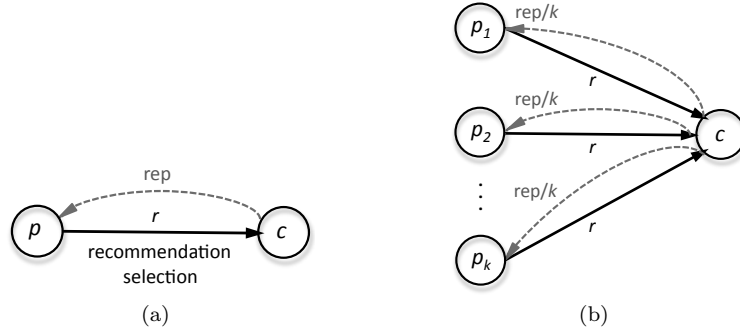 rep
p
r
c
recommendation
selection
(a)
p1
rep/k
r
rep/k
p2
r
c
rep/k
⋮
r
pk
(b)